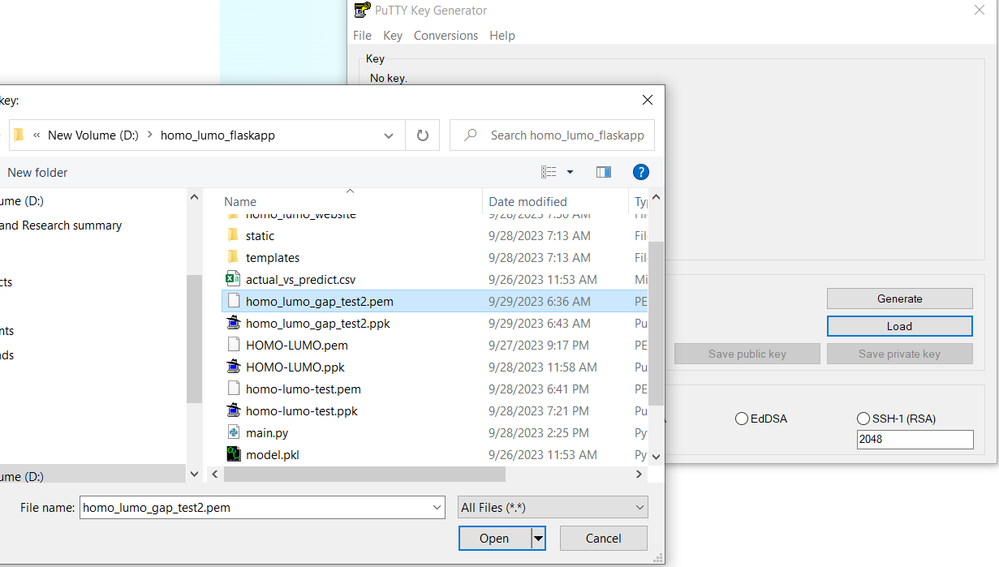 PuTTY Key Generator
File Key Conversions Help
Key
No key.
key:
« New Volume (D:) > homo_lumo_flaskapp
Search homo_lumo_flaskapp
New folder
ume (D:)
and Research summary
cts
nts
ads
ume (D:)
Name Date modified Ty
homo_lumo_website 9/28/2023 7:50 AM Fil
static 9/28/2023 7:13 AM Fil
templates 9/28/2023 7:13 AM Fil
actual_vs_predict.csv 9/26/2023 11:53 AM Mi
homo_lumo_gap_test2.pem 9/29/2023 6:36 AM PE
homo_lumo_gap_test2.ppk 9/29/2023 6:43 AM Pu
HOMO-LUMO.pem 9/27/2023 9:17 PM PE
HOMO-LUMO.ppk 9/28/2023 11:58 AM Pu
homo-lumo-test.pem 9/28/2023 6:41 PM PE
homo-lumo-test.ppk 9/28/2023 7:21 PM Pu
main.py 9/28/2023 2:25 PM Py
model.pkl 9/26/2023 11:53 AM Py
File name: homo_lumo_gap_test2.pem
All Files (*.*)
Open
Cancel
Generate
Load
Save public key Save private key
EdDSA SSH-1 (RSA)
2048